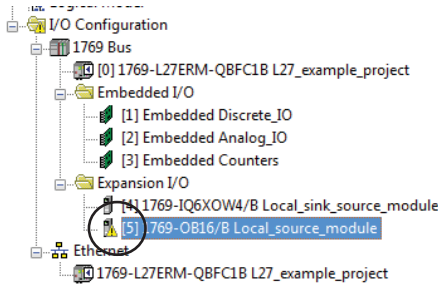 I/O Configuration
1769 Bus
[0] 1769-L27ERM-QBFC1B L27_example_project
Embedded I/O
[1] Embedded Discrete_IO
[2] Embedded Analog_IO
[3] Embedded Counters
Expansion I/O
[4] 1769-IQ6XOW4/B Local_sink_source_module
[5] 1769-OB16/B Local_source_module
Ethernet
1769-L27ERM-QBFC1B L27_example_project